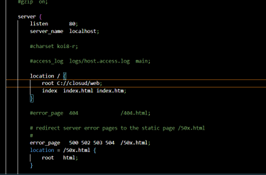 #gzip on;
server {
listen 80;
server_name localhost;
#charset koi8-r;
#access_log logs/host.access.log main;
location / {
root C://closud/web;
index index.html index.htm;
}
#error_page 404 /404.html;
# redirect server error pages to the static page /50x.html
#
error_page 500 502 503 504 /50x.html;
location = /50x.html {
root html;
}